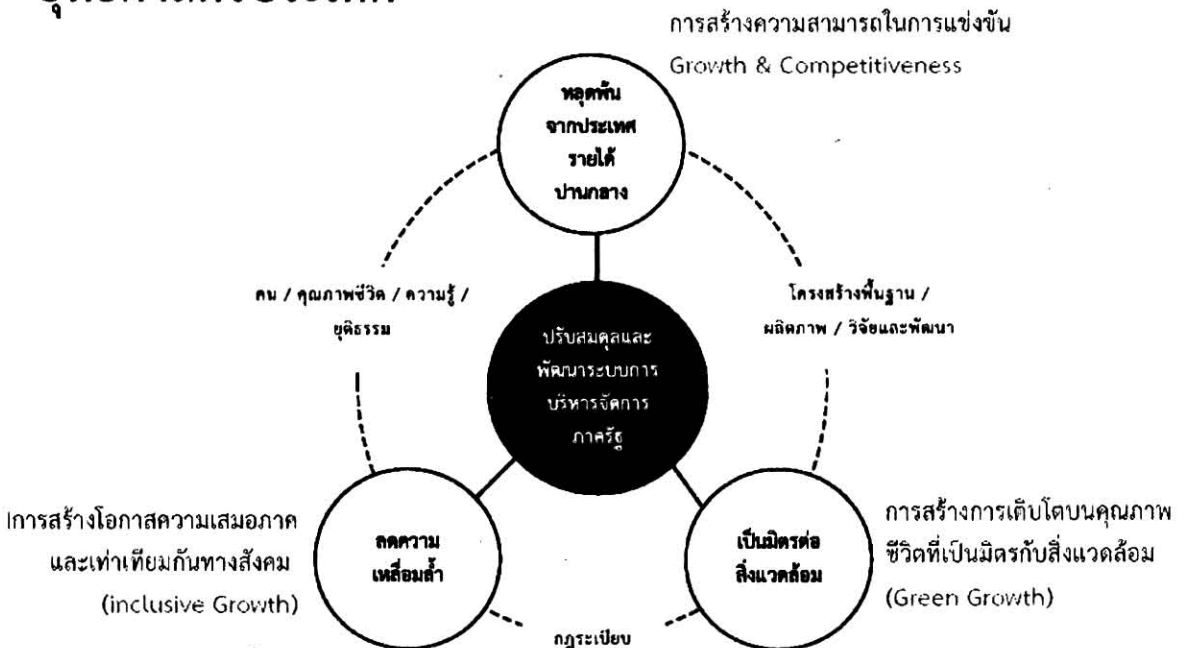 การสร้างความสามารถในการแข่งขัน
Growth & Competitiveness
หลุดพ้น
จากประเทศ
รายได้
ปานกลาง
คน / คุณภาพชีวิต / ความรู้ /
ยุติธรรม
โครงสร้างพื้นฐาน /
ผลิตภาพ / วิจัยและพัฒนา
ปรับสมดุลและ
พัฒนาระบบการ
บริหารจัดการ
ภาครัฐ
การสร้างโอกาสความเสมอภาค
และเท่าเทียมกันทางสังคม
(inclusive Growth)
ลดความ
เหลื่อมล้ำ
เป็นมิตรต่อ
สิ่งแวดล้อม
การสร้างการเติบโตบนคุณภาพ
ชีวิตที่เป็นมิตรกับสิ่งแวดล้อม
(Green Growth)
กฎระเบียบ